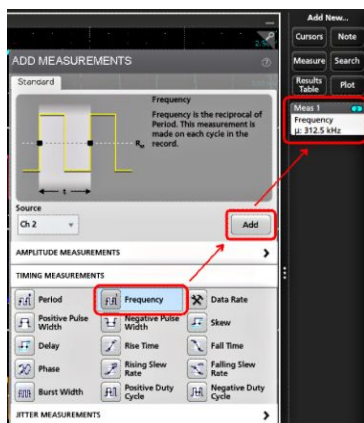 Add New...
Cursors Note
Measure Search
Results Table Plot
Meas 1
Frequency
µ: 312.5 kHz
ADD MEASUREMENTS
Standard
Frequency
Frequency is the reciprocal of
Period. This measurement is
made on each cycle in the
record.
t
Source
Ch 2
Add
AMPLITUDE MEASUREMENTS
TIMING MEASUREMENTS
Period Frequency Data Rate
Positive Pulse Width Negative Pulse Width Skew
Delay Rise Time Fall Time
Phase Rising Slew Rate Falling Slew Rate
Burst Width Positive Duty Cycle Negative Duty Cycle
JITTER MEASUREMENTS